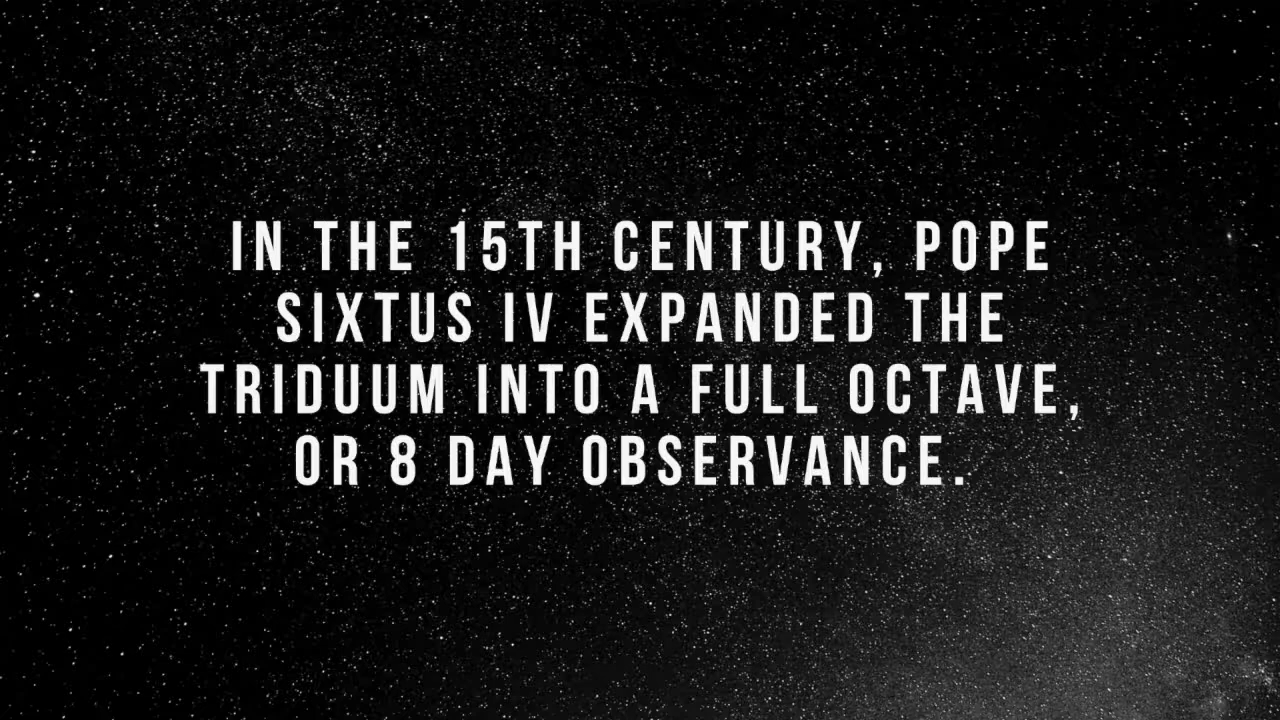 IN THE 15TH CENTURY, POPE
SIXTUS IV EXPANDED THE
TRIDUUM INTO A FULL OCTAVE,
OR 8 DAY OBSERVANCE.